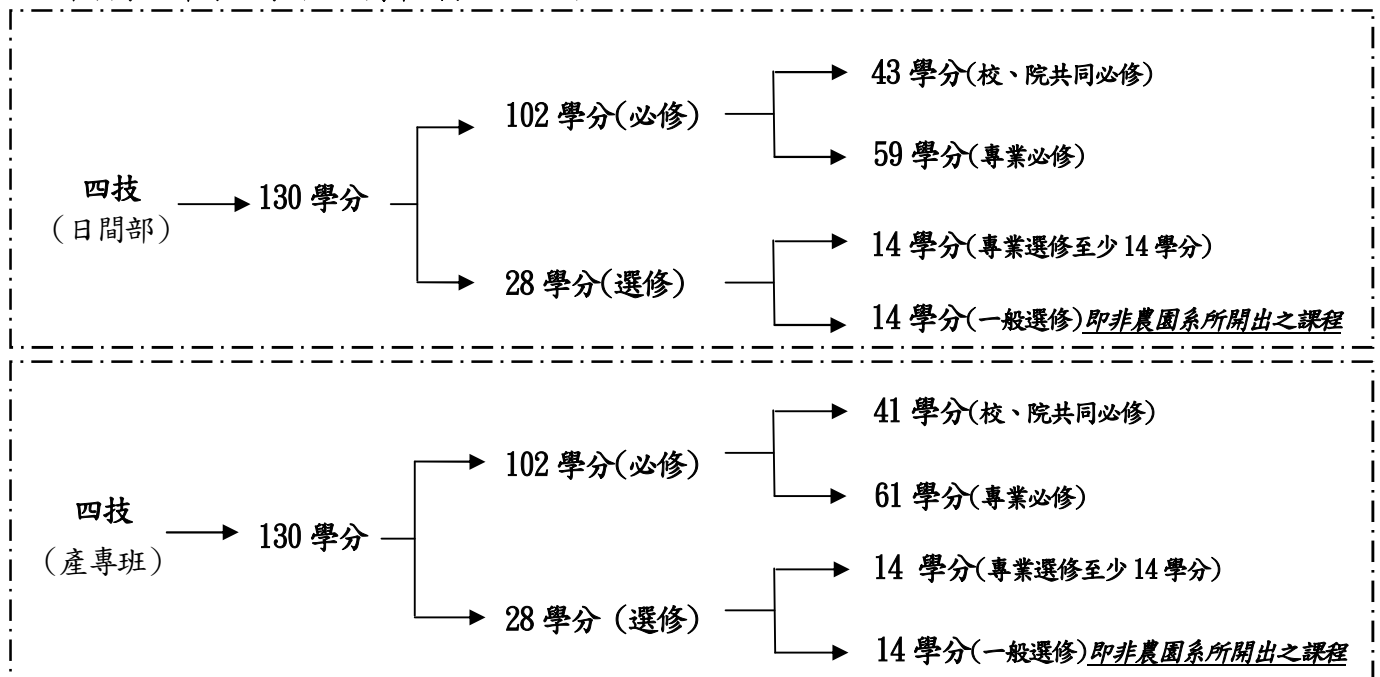 43 學分(校、院共同必修)
102 學分(必修)
59 學分(專業必修)
四技
(日間部)
130 學分
14 學分(專業選修至少 14 學分)
28 學分(選修)
14 學分(一般選修)即非農園系所開出之課程
41 學分(校、院共同必修)
102 學分(必修)
61 學分(專業必修)
四技
(產專班)
130 學分
14 學分(專業選修至少 14 學分)
28 學分 (選修)
14 學分(一般選修)即非農園系所開出之課程